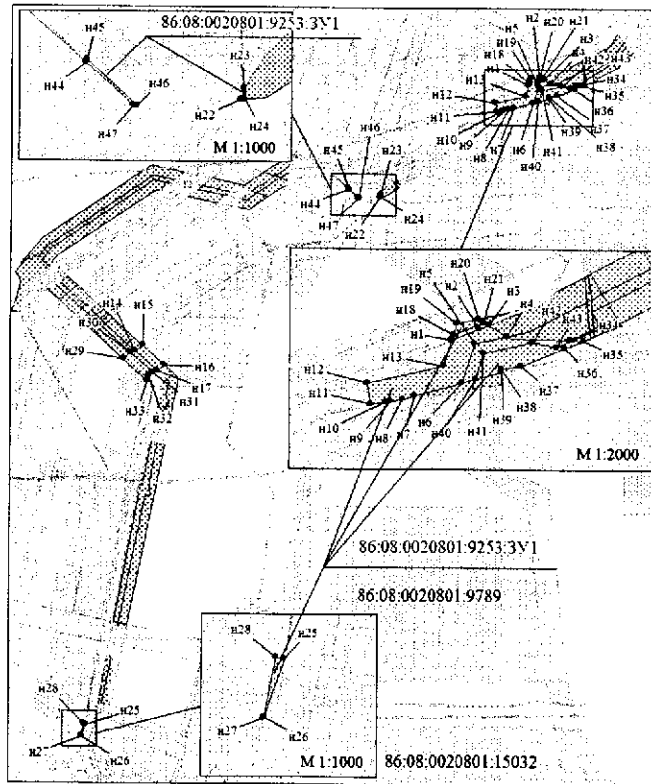 86:08:0020801:9253:ЗУ1
н45
н44
н46
н47
н23
н22
н24
М 1:1000
н2
н5
н20
н19
н21
н18
н3
н1
н4
н42
н43
н13
н34
н12
н35
н11
н36
н10
н39
н9
н37
н8
н6
н41
н38
н40
н46
н45
н23
н44
н47
н22
н24
н20
н5
н21
н2
н3
н19
н4
н18
н1
н43
н13
н35
н12
н36
н11
н37
н10
н6
н39
н38
н9
н8
н7
н40
н41
М 1:2000
н14
н15
н30
н29
н16
н17
н31
н33
н32
86:08:0020801:9253:ЗУ1
86:08:0020801:9789
н28
н25
н27
н26
М 1:1000
86:08:0020801:15032
н28
н25
н2
н26